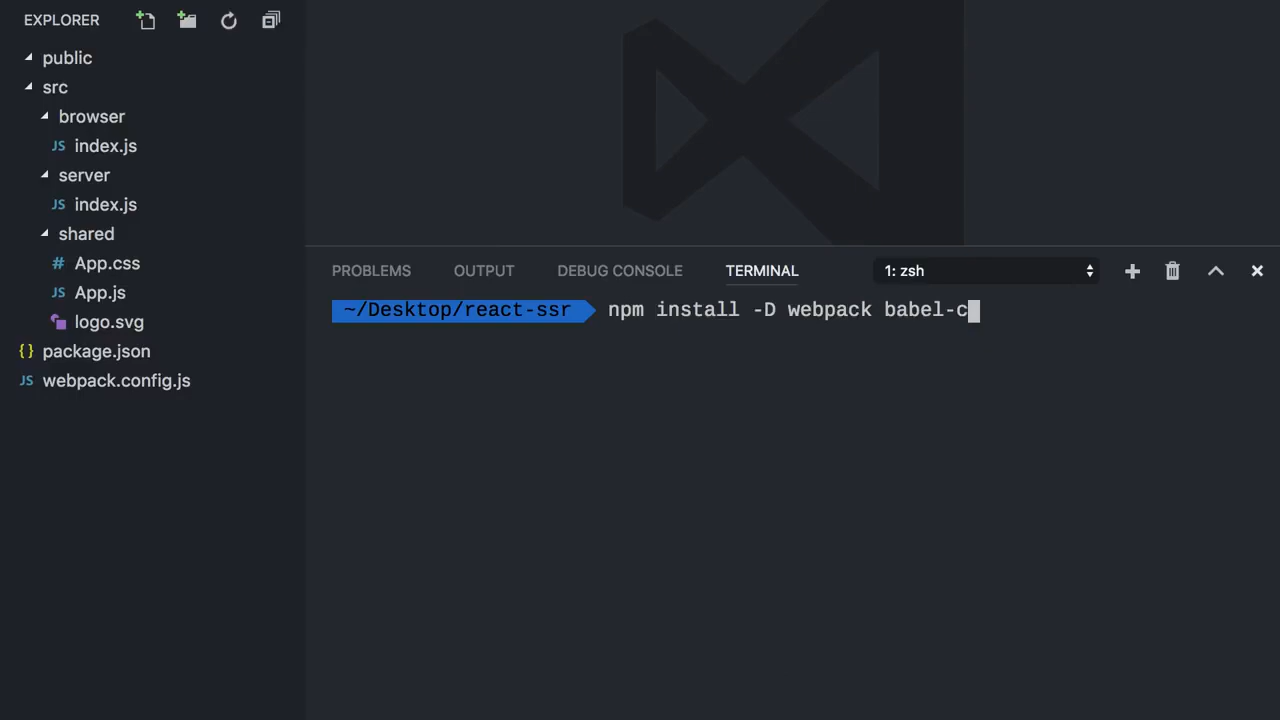 EXPLORER
public
src
browser
JS index.js
server
JS index.js
shared
# App.css
JS App.js
logo.svg
{} package.json
JS webpack.config.js
PROBLEMS OUTPUT DEBUG CONSOLE TERMINAL 1: zsh
~/Desktop/react-ssr npm install -D webpack babel-c